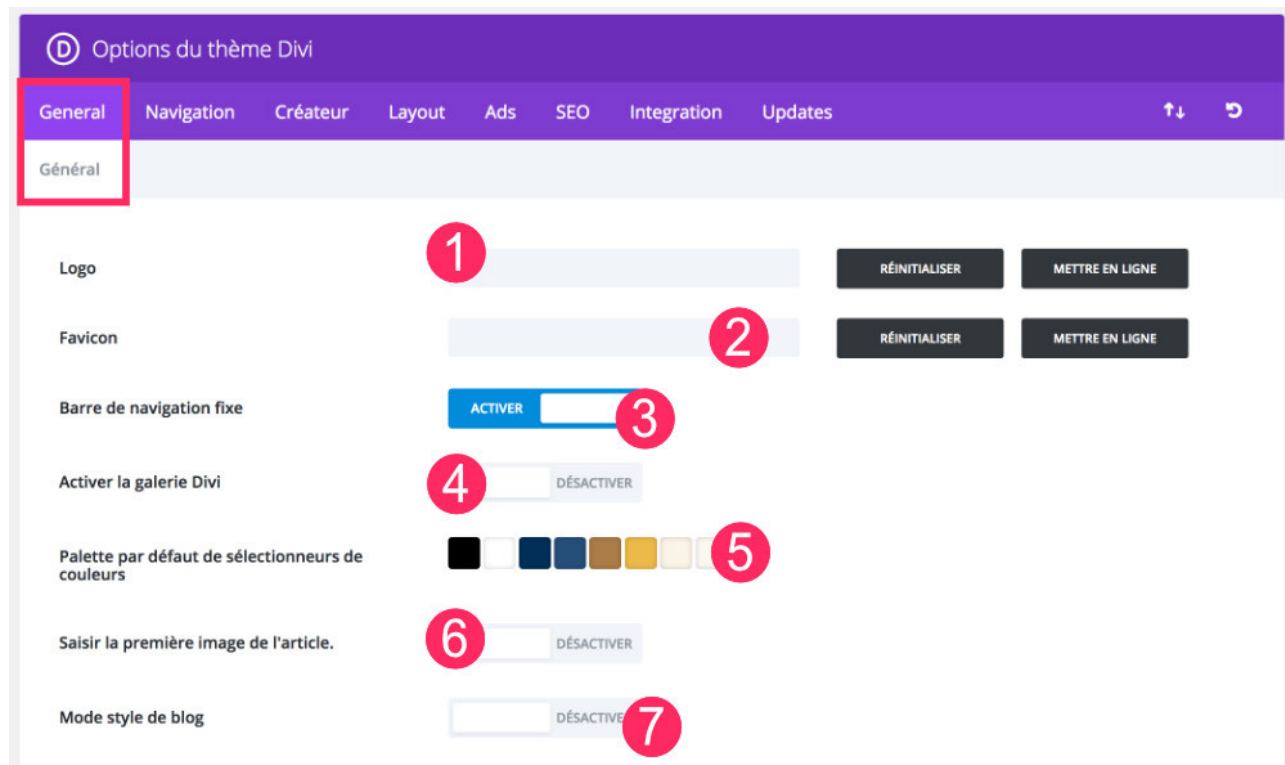 D Options du thème Divi
General Navigation Créateur Layout Ads SEO Integration Updates
Général
Logo 1 RÉINITIALISER METTRE EN LIGNE
Favicon 2 RÉINITIALISER METTRE EN LIGNE
Barre de navigation fixe ACTIVER 3
Activer la galerie Divi 4 DÉSACTIVER
Palette par défaut de sélectionneurs de
couleurs 5
Saisir la première image de l'article. 6 DÉSACTIVER
Mode style de blog DÉSACTIVE 7